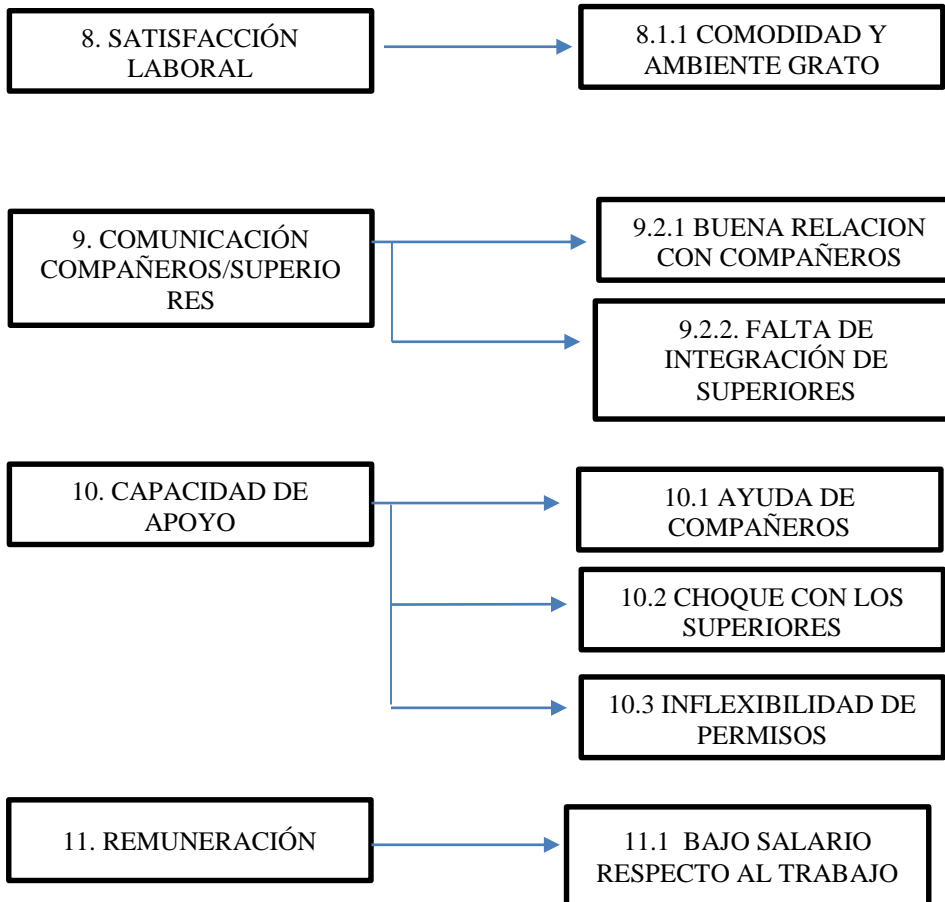 8. SATISFACCIÓN
LABORAL
8.1.1 COMODIDAD Y
AMBIENTE GRATO
9. COMUNICACIÓN
COMPAÑEROS/SUPERIO
RES
9.2.1 BUENA RELACION
CON COMPAÑEROS
9.2.2. FALTA DE
INTEGRACIÓN DE
SUPERIORES
10. CAPACIDAD DE
APOYO
10.1 AYUDA DE
COMPAÑEROS
10.2 CHOQUE CON LOS
SUPERIORES
10.3 INFLEXIBILIDAD DE
PERMISOS
11. REMUNERACIÓN
11.1 BAJO SALARIO
RESPECTO AL TRABAJO